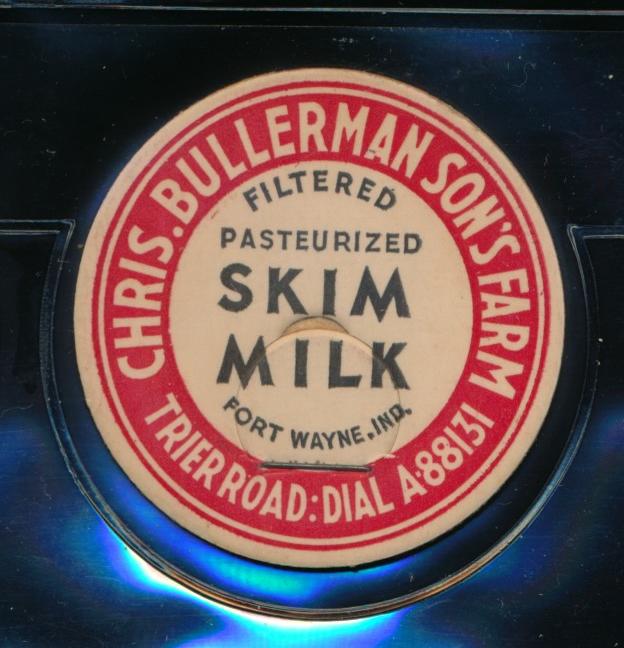 CHRIS. BULLERMAN SON'S FARM
FILTERED
PASTEURIZED
SKIM
MILK
FORT WAYNE, IND.
TRIER ROAD: DIAL A-88131